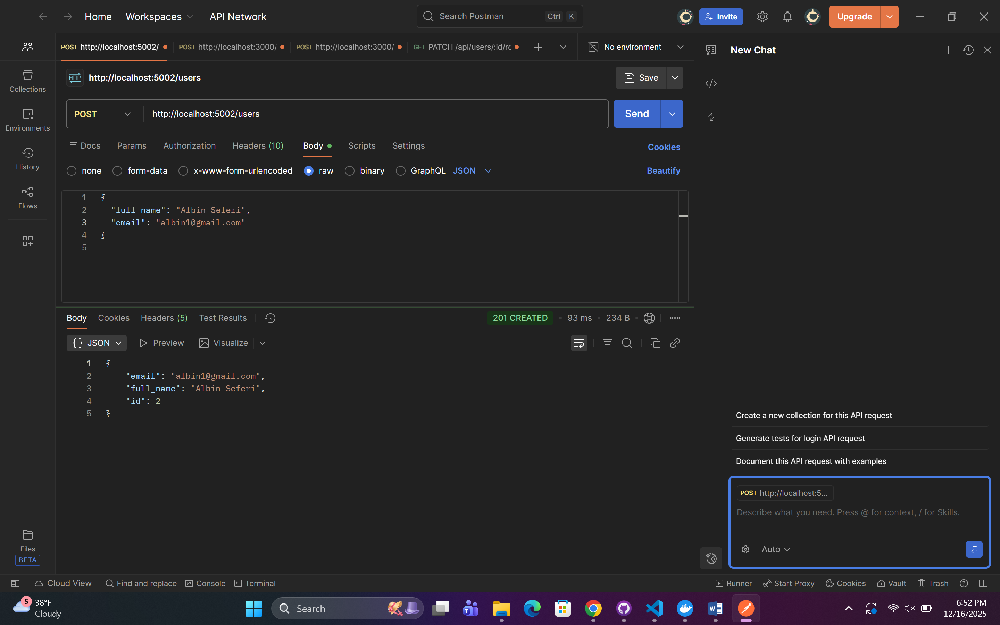 Home Workspaces API Network Search Postman Ctrl K Invite Upgrade
POST http://localhost:5002/ POST http://localhost:3000/ POST http://localhost:3000/ GET PATCH /api/users/:id/rc No environment New Chat
HTTP http://localhost:5002/users Save
Collections
POST http://localhost:5002/users Send
Environments
Docs Params Authorization Headers (10) Body Scripts Settings Cookies
History
none form-data x-www-form-urlencoded raw binary GraphQL JSON Beautify
Flows
1 {
2 "full_name": "Albin Seferi",
3 "email": "albin1@gmail.com"
4 }
5
Body Cookies Headers (5) Test Results 201 CREATED 93 ms 234 B
{} JSON Preview Visualize
1 {
2 "email": "albin1@gmail.com",
3 "full_name": "Albin Seferi",
4 "id": 2
5 }
Create a new collection for this API request
Generate tests for login API request
Document this API request with examples
POST http://localhost:5...
Describe what you need. Press @ for context, / for Skills.
Auto
Files
BETA
Cloud View Find and replace Console Terminal Runner Start Proxy Cookies Vault Trash
5
38°F
Cloudy
Search
6:52 PM
12/16/2025